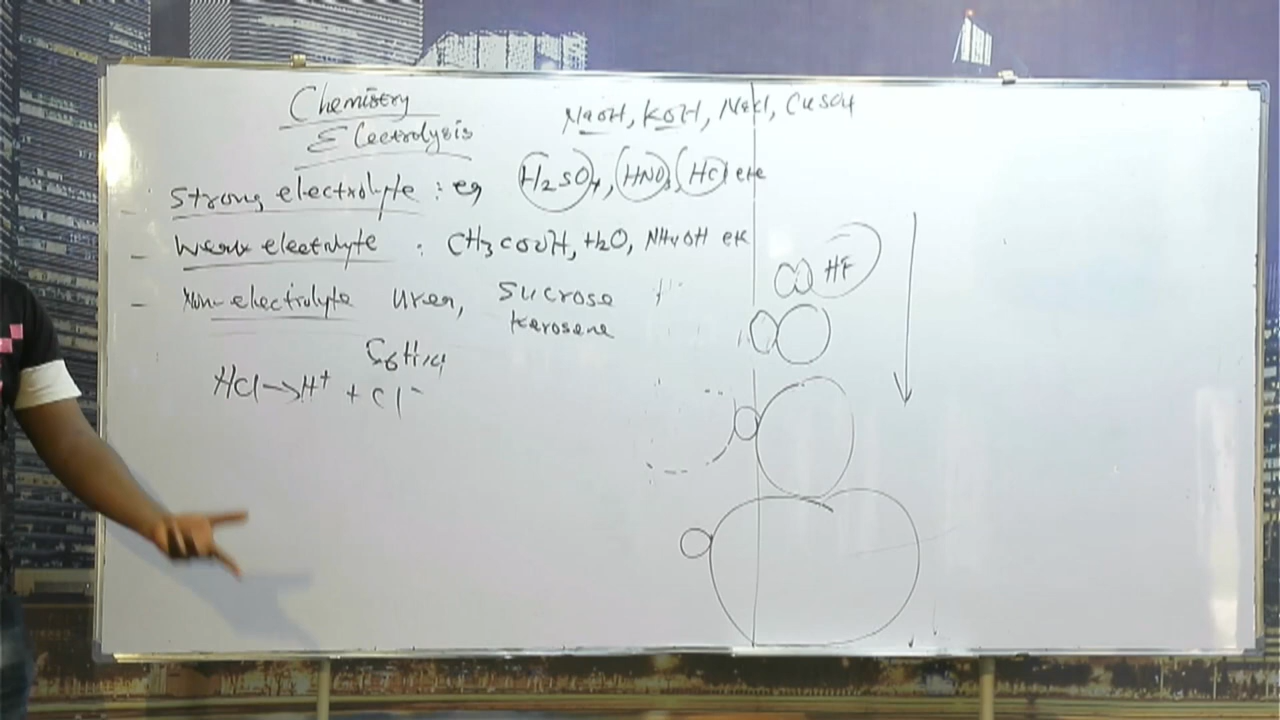 Chemistry
Electrolysis
NaOH, KOH, NaCl, CuSO4
Strong electrolyte : eg H2SO4, HNO3, HCl etc
- Weak electrolyte : CH3COOH, H2O, NH4OH etc
- Non-electrolyte Urea, Sucrose
Kerosene
C6H14
HCl → H+ + Cl-
HF